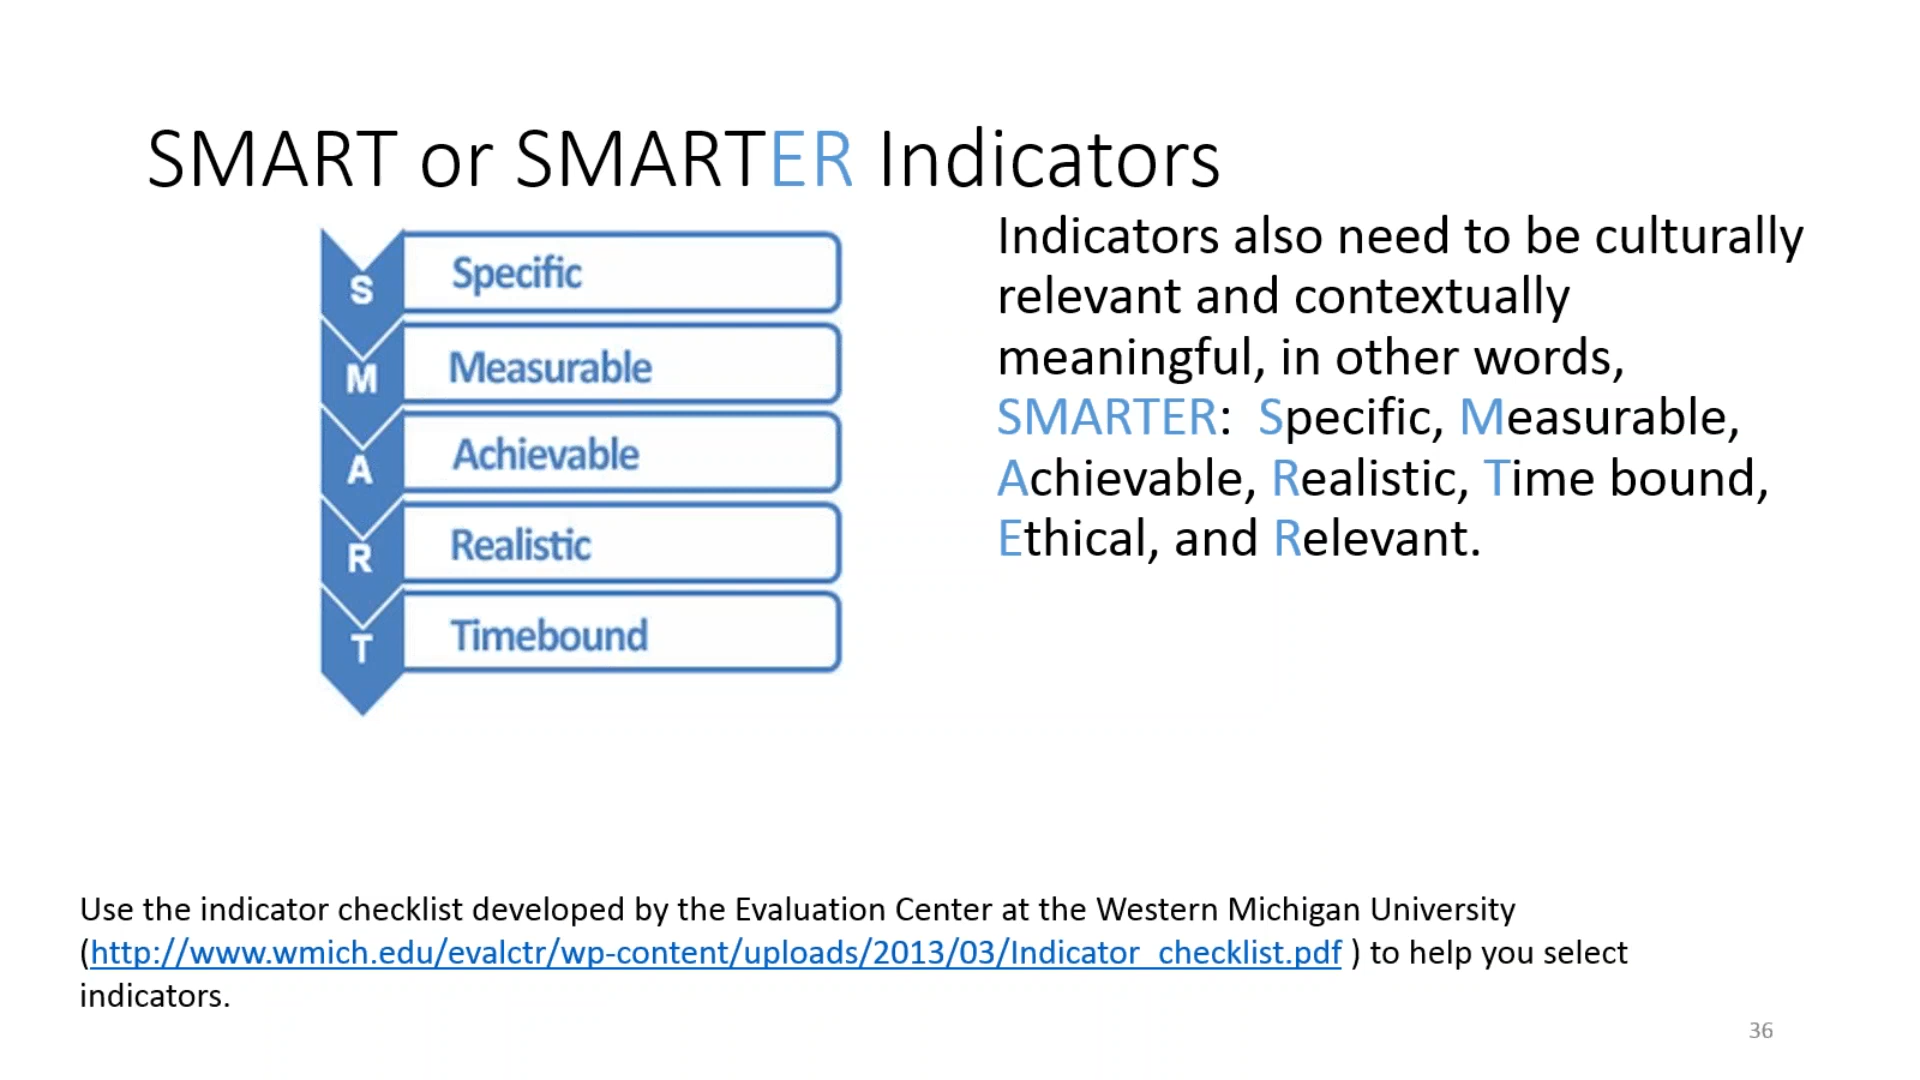 SMART or SMARTER Indicators
S Specific
M Measurable
A Achievable
R Realistic
T Timebound
Indicators also need to be culturally
relevant and contextually
meaningful, in other words,
SMARTER:  Specific, Measurable,
Achievable, Realistic, Time bound,
Ethical, and Relevant.
Use the indicator checklist developed by the Evaluation Center at the Western Michigan University
(http://www.wmich.edu/evalctr/wp-content/uploads/2013/03/Indicator_checklist.pdf ) to help you select
indicators.
36